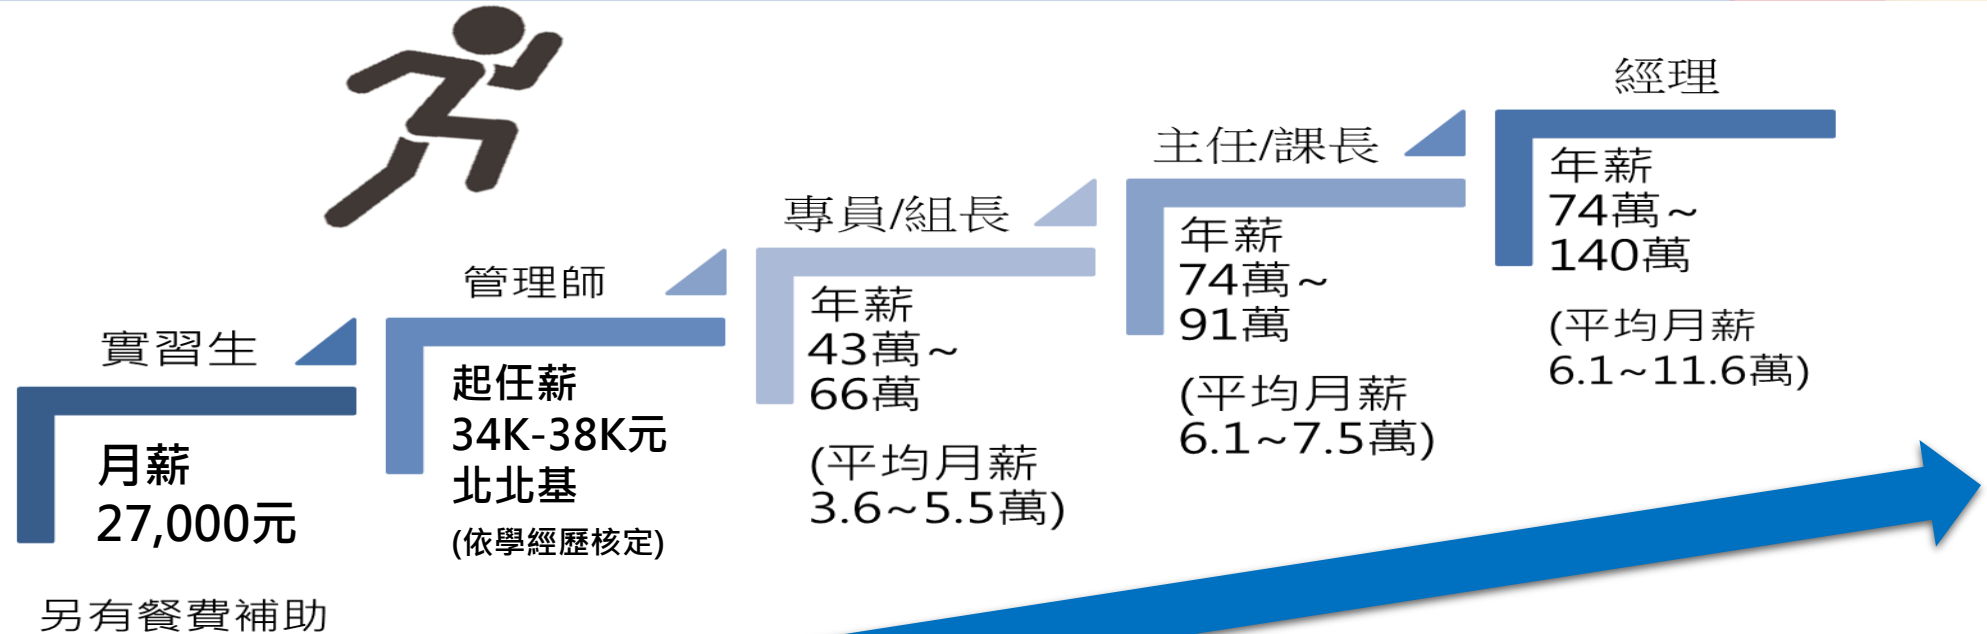 實習生
月薪
27,000元
另有餐費補助
管理師
起任薪
34K-38K元
北北基
(依學經歷核定)
專員/組長
年薪
43萬~
66萬
(平均月薪
3.6~5.5萬)
主任/課長
年薪
74萬~
91萬
(平均月薪
6.1~7.5萬)
經理
年薪
74萬~
140萬
(平均月薪
6.1~11.6萬)